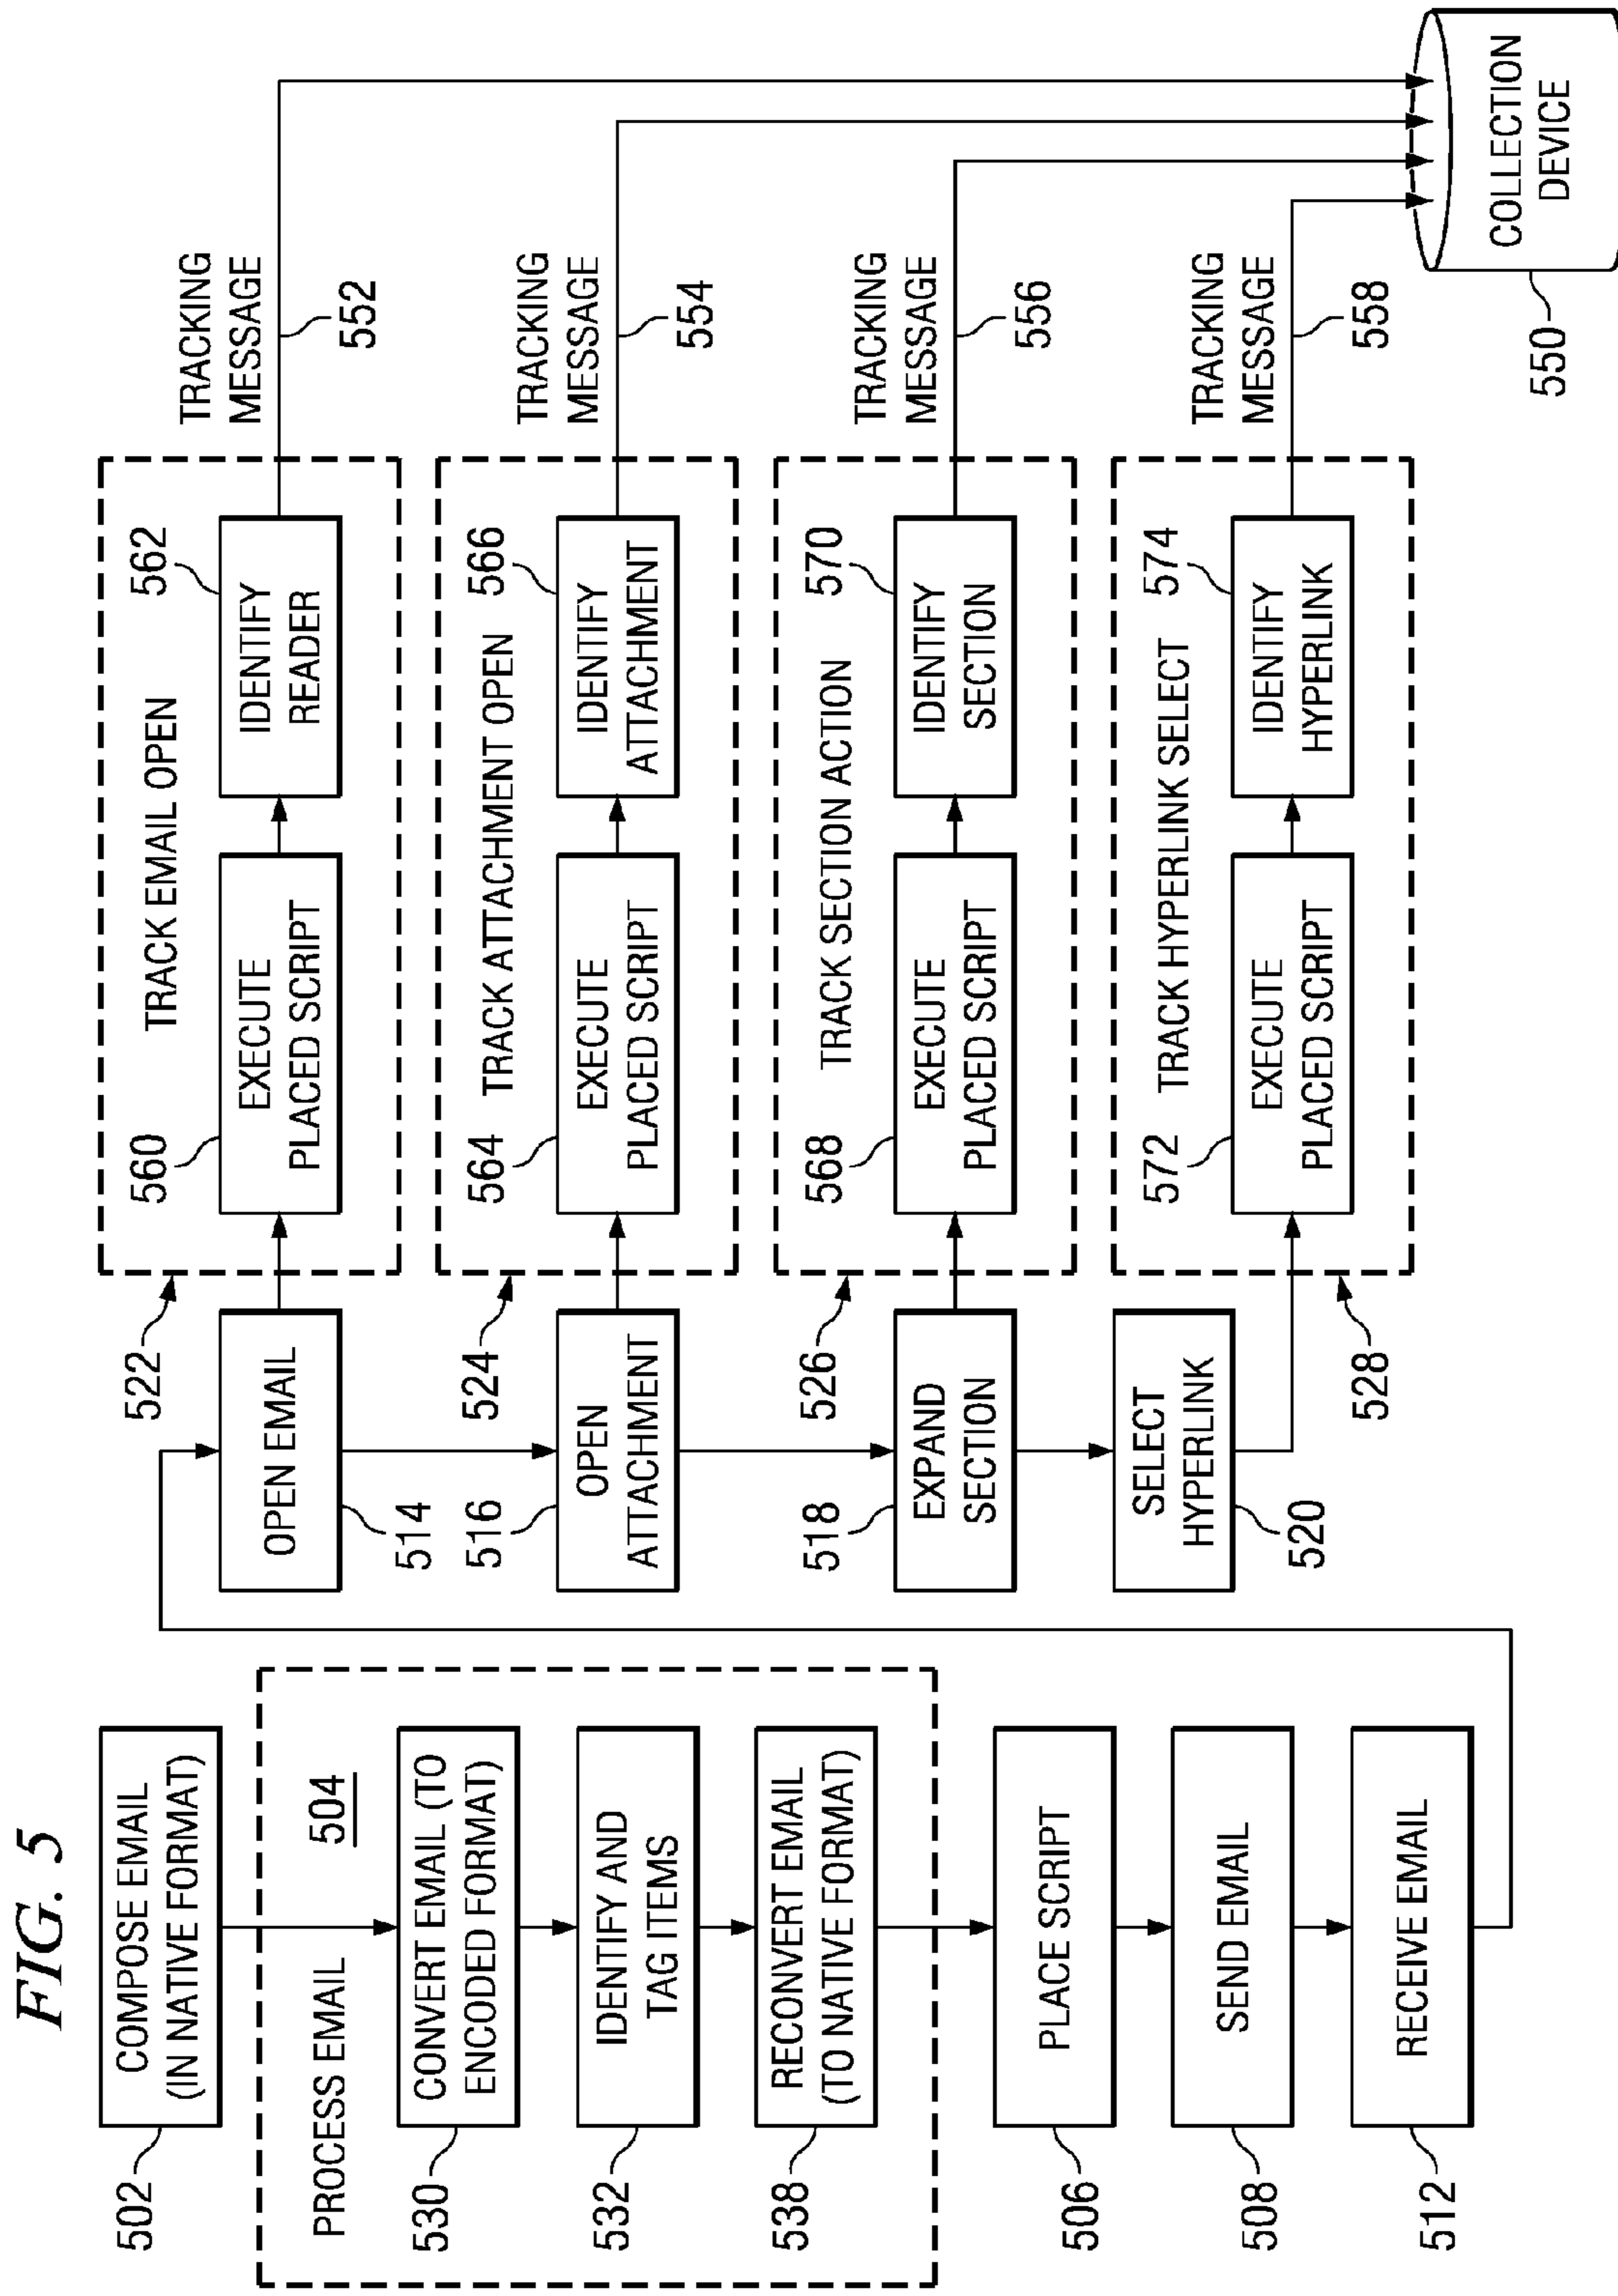 FIG. 5
502
COMPOSE EMAIL
(IN NATIVE FORMAT)
PROCESS EMAIL
504
530
CONVERT EMAIL (TO
ENCODED FORMAT)
532
IDENTIFY AND
TAG ITEMS
538
RECONVERT EMAIL
(TO NATIVE FORMAT)
506
PLACE SCRIPT
508
SEND EMAIL
512
RECEIVE EMAIL
OPEN EMAIL
514
516
OPEN
ATTACHMENT
518
EXPAND
SECTION
SELECT
HYPERLINK
520
522
TRACK EMAIL OPEN
560
EXECUTE
PLACED SCRIPT
562
IDENTIFY
READER
TRACKING
MESSAGE
552
524
TRACK ATTACHMENT OPEN
564
EXECUTE
PLACED SCRIPT
566
IDENTIFY
ATTACHMENT
TRACKING
MESSAGE
554
526
TRACK SECTION ACTION
568
EXECUTE
PLACED SCRIPT
570
IDENTIFY
SECTION
TRACKING
MESSAGE
556
528
TRACK HYPERLINK SELECT
572
EXECUTE
PLACED SCRIPT
574
IDENTIFY
HYPERLINK
TRACKING
MESSAGE
558
COLLECTION
DEVICE
550